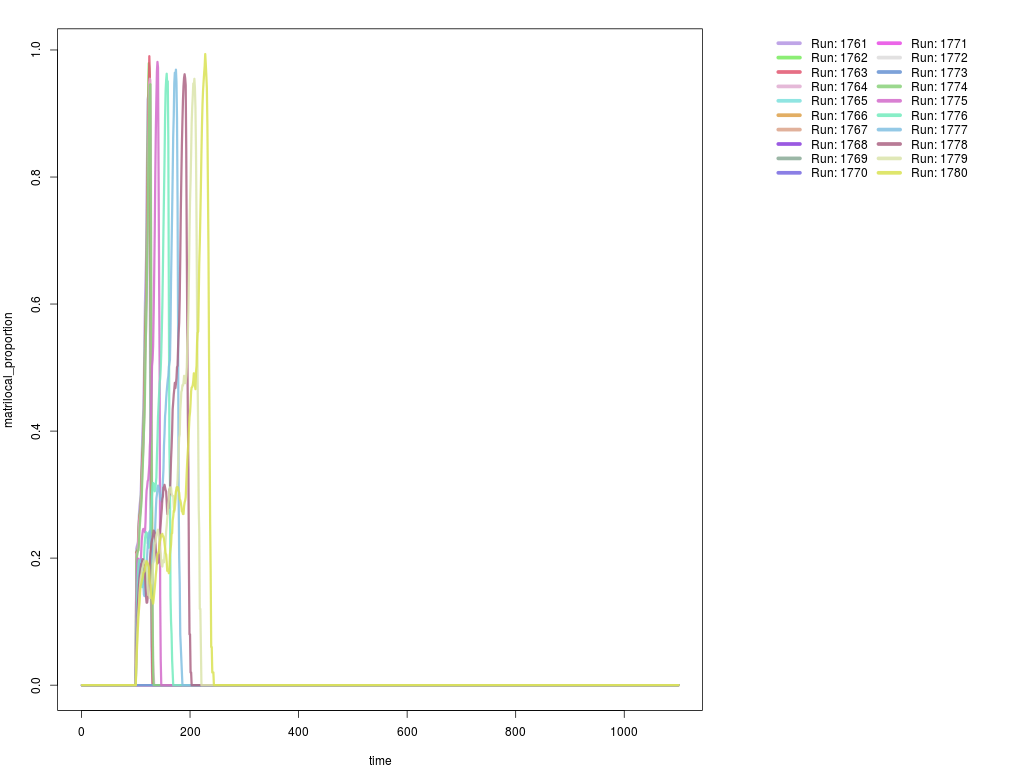 matrilocal_proportion
1.0
0.8
0.6
0.4
0.2
0.0
0 200 400 600 800 1000
time
Run: 1761 Run: 1771
Run: 1762 Run: 1772
Run: 1763 Run: 1773
Run: 1764 Run: 1774
Run: 1765 Run: 1775
Run: 1766 Run: 1776
Run: 1767 Run: 1777
Run: 1768 Run: 1778
Run: 1769 Run: 1779
Run: 1770 Run: 1780